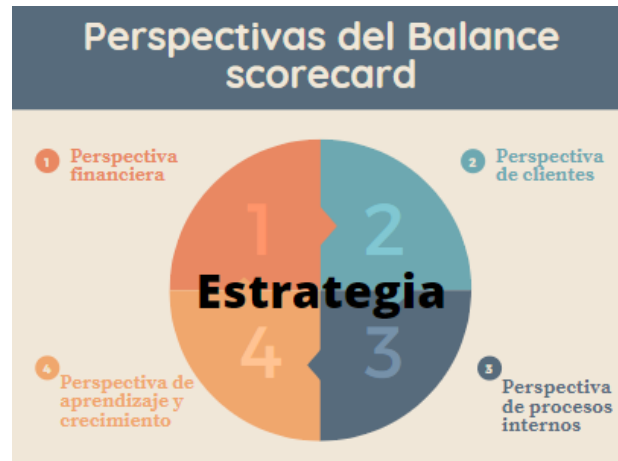 Perspectivas del Balance
scorecard
1 Perspectiva
financiera
2 Perspectiva
de clientes
1
2
Estrategia
4
3
4 Perspectiva de
aprendizaje y
crecimiento
3 Perspectiva
de procesos
internos